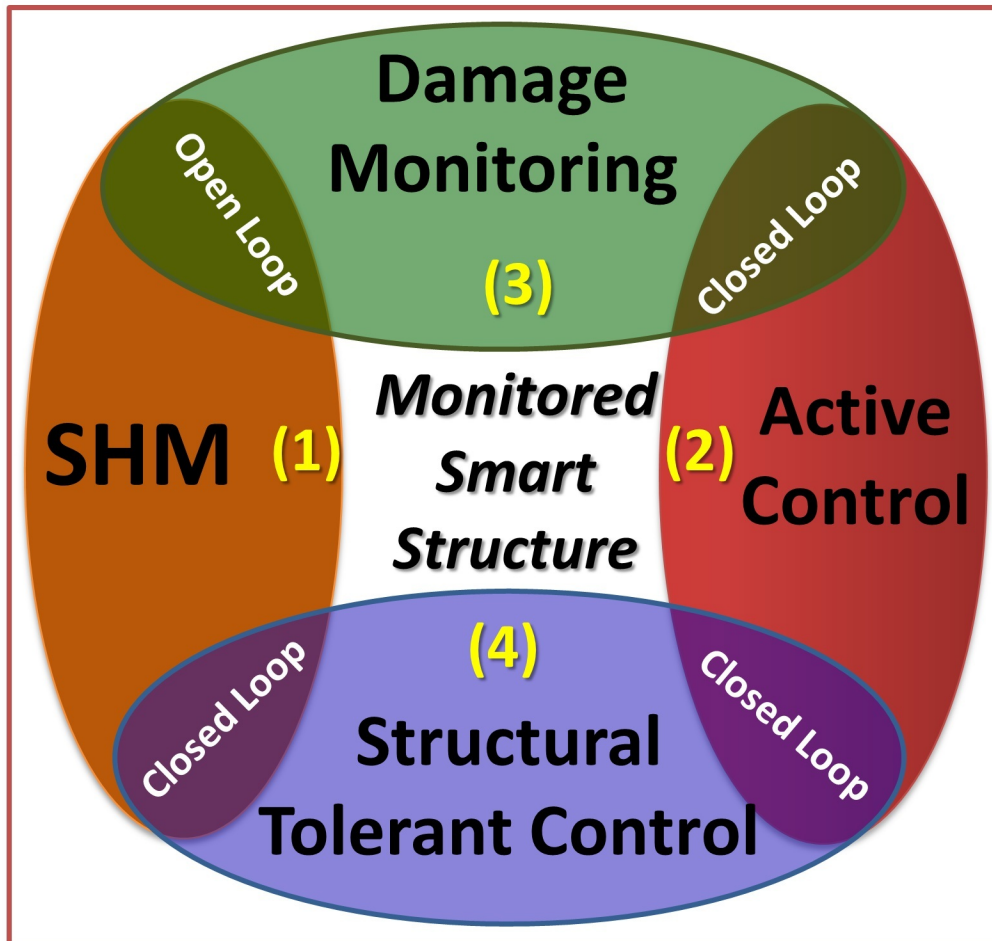 Damage
Monitoring
Open Loop
Closed Loop
(3)
SHM
(1)
Monitored
Smart
Structure
(2)
Active
Control
(4)
Closed Loop
Closed Loop
Structural
Tolerant Control